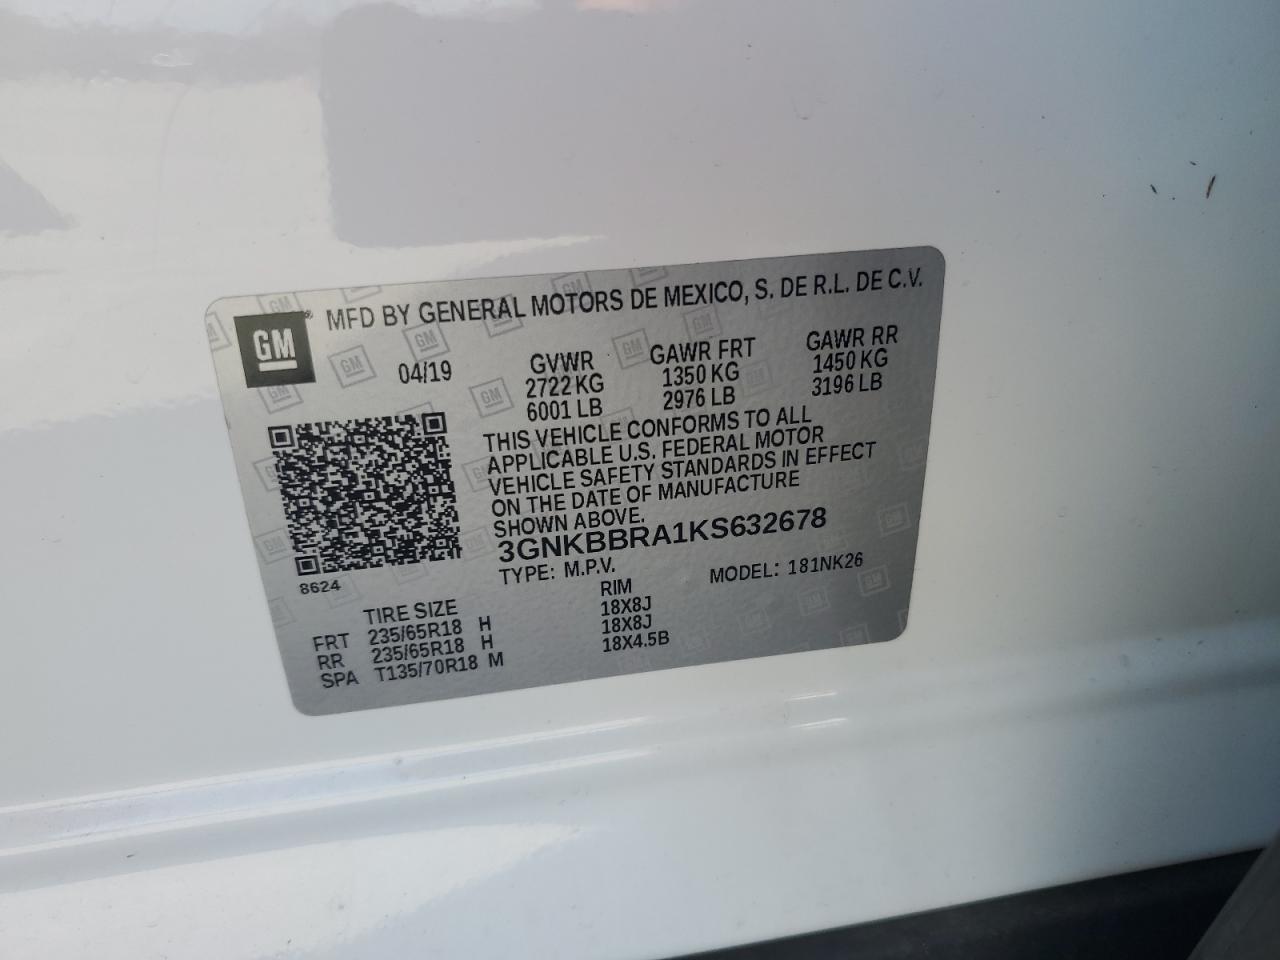 MFD BY GENERAL MOTORS DE MEXICO, S. DE R.L. DE C.V.
GM
04/19
GVWR GAWR FRT GAWR RR
2722 KG 1350 KG 1450 KG
6001 LB 2976 LB 3196 LB
THIS VEHICLE CONFORMS TO ALL
APPLICABLE U.S. FEDERAL MOTOR
VEHICLE SAFETY STANDARDS IN EFFECT
ON THE DATE OF MANUFACTURE
SHOWN ABOVE.
3GNKBBRA1KS632678
8624
TYPE: M.P.V. MODEL: 181NK26
TIRE SIZE RIM
FRT 235/65R18 H 18X8J
RR 235/65R18 H 18X8J
SPA T135/70R18 M 18X4.5B